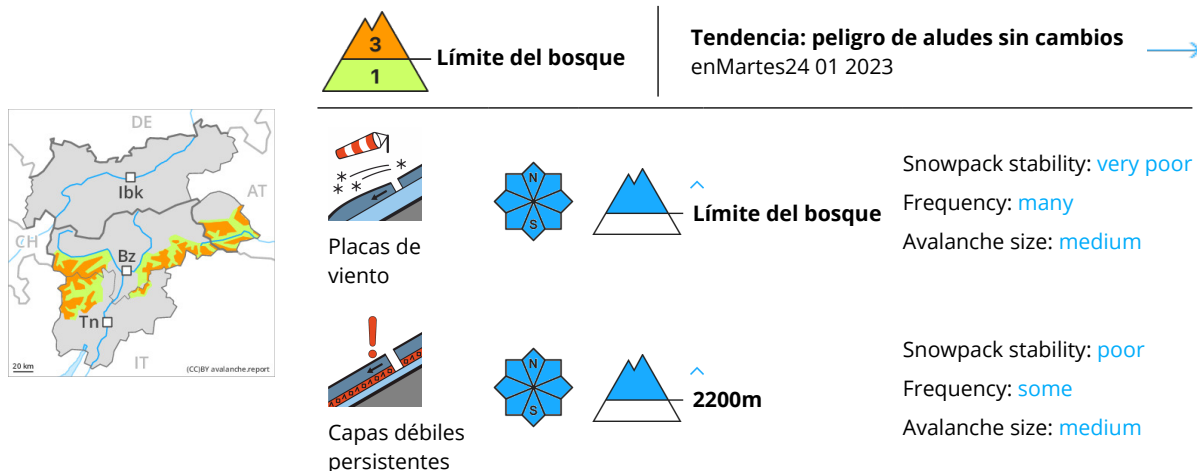 3
1
Límite del bosque
Tendencia: peligro de aludes sin cambios
enMartes24 01 2023
DE
Ibk
AT
CH
Bz
Tn
IT
20 km
(CC)BY avalanche.report
N
S
Límite del bosque
Placas de
viento
Snowpack stability: very poor
Frequency: many
Avalanche size: medium
N
S
2200m
Capas débiles
persistentes
Snowpack stability: poor
Frequency: some
Avalanche size: medium